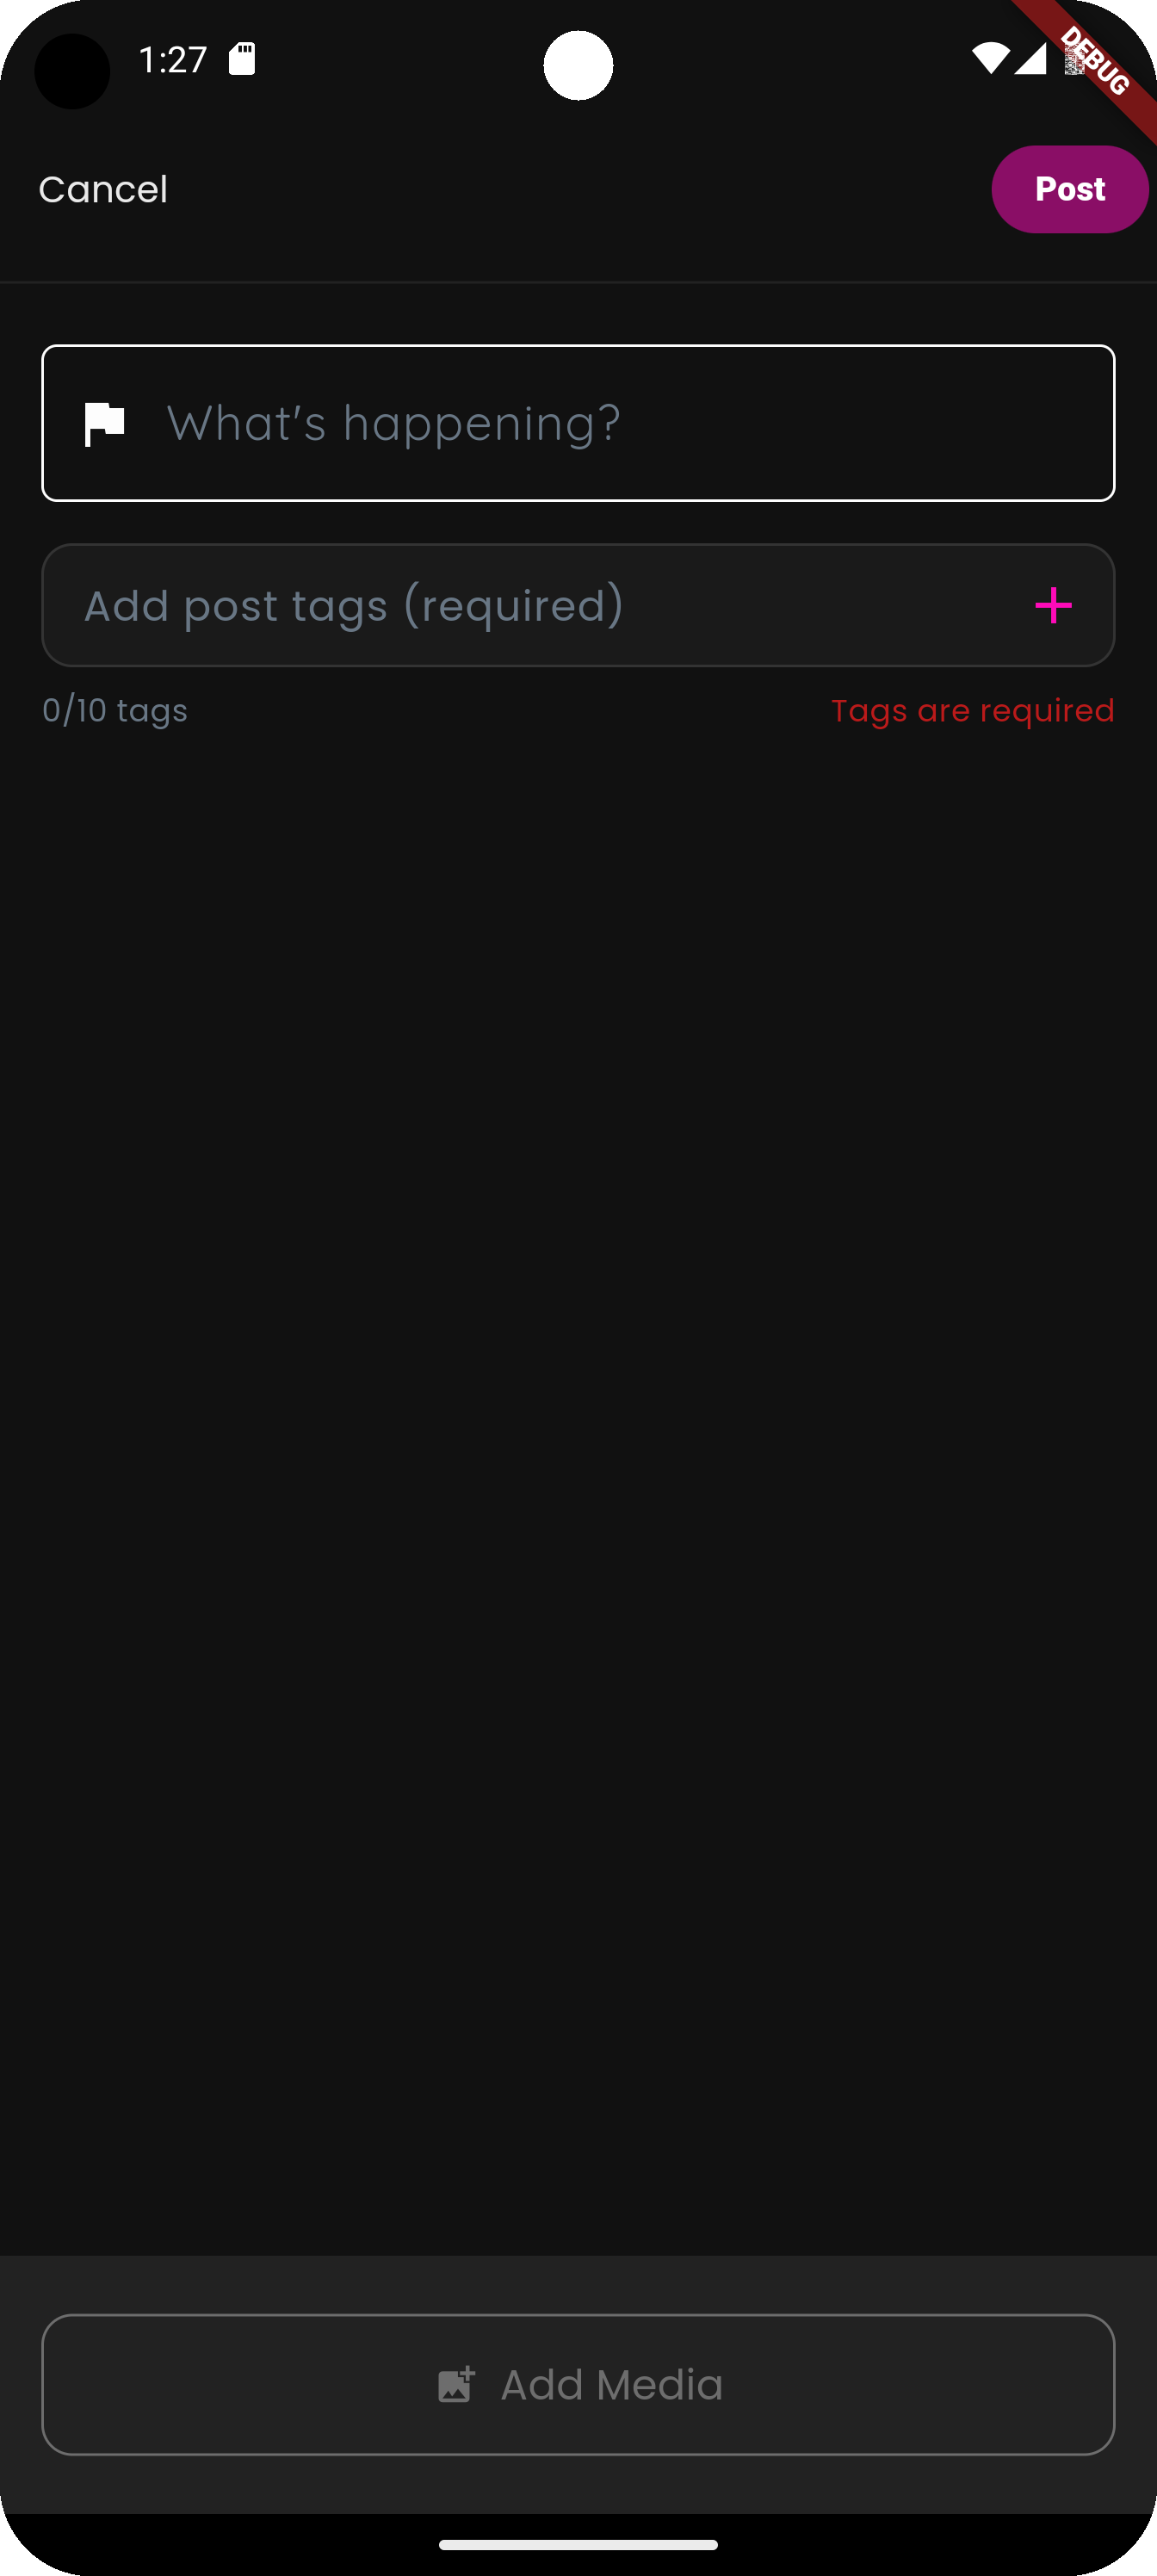 1:27
DEBUG
Cancel
Post
What's happening?
Add post tags (required)
0/10 tags
Tags are required
Add Media